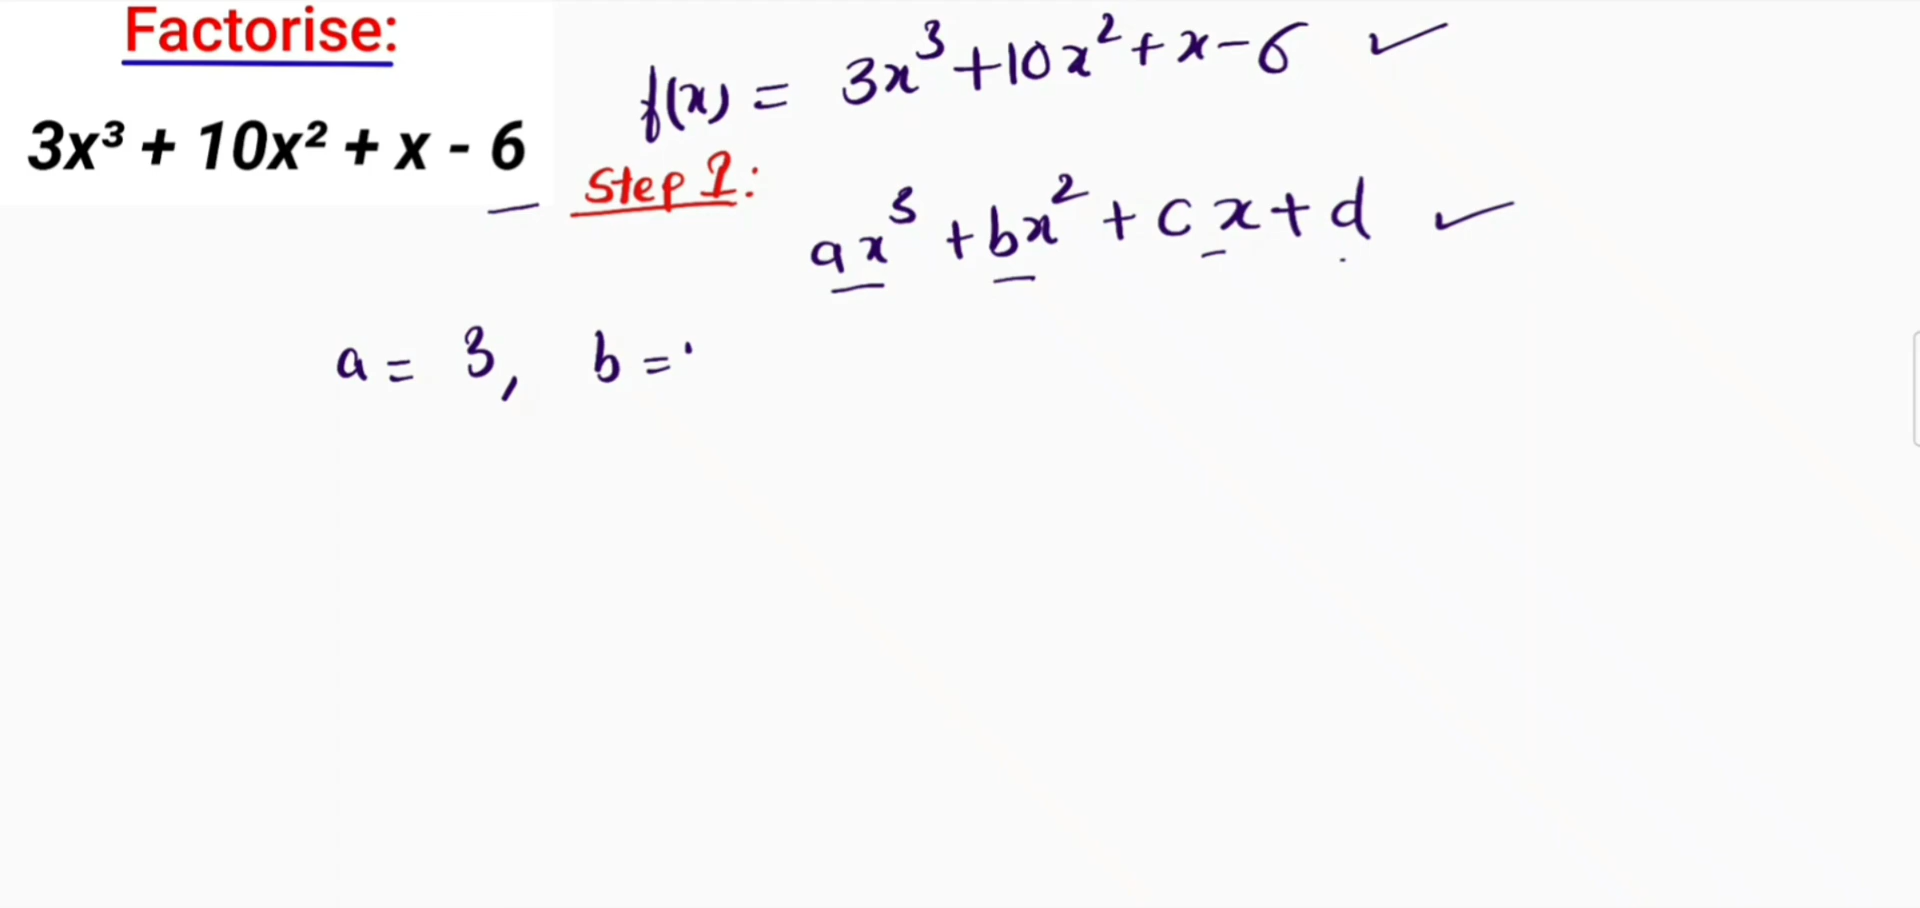 Factorise:
3x³ + 10x² + x - 6
f(x) = 3x³+10x²+x-6 ✓
Step 1:
ax³+bx²+cx+d ✓
a = 3, b =